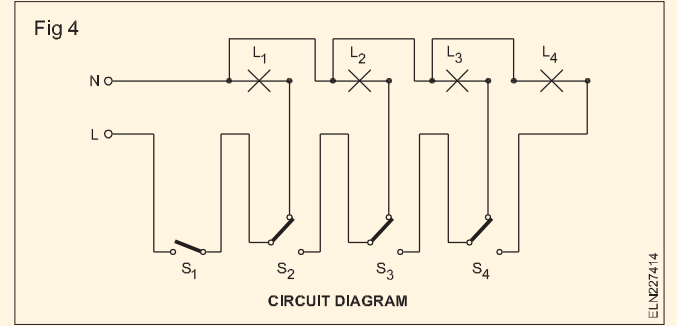 Fig 4
L1 L2 L3 L4
N
L
S1 S2 S3 S4
CIRCUIT DIAGRAM
ELN227414